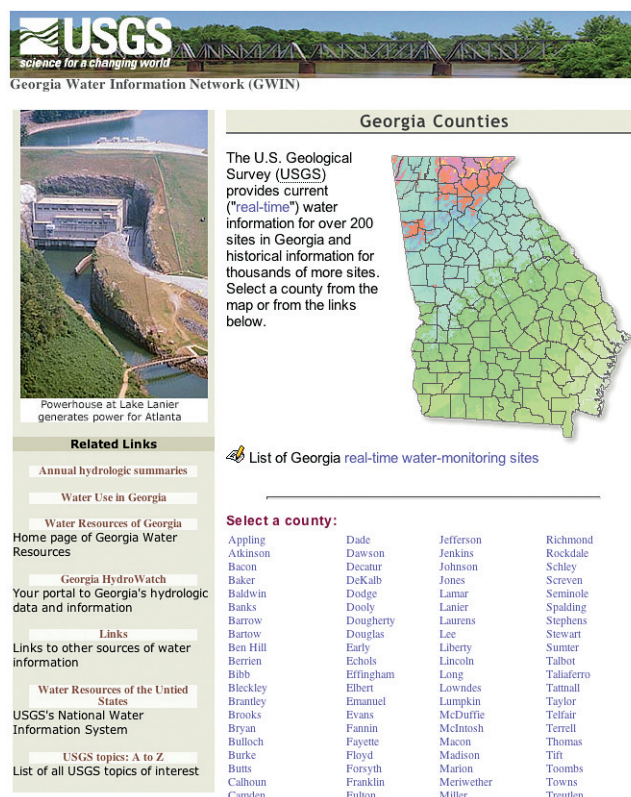 USGS
science for a changing world
Georgia Water Information Network (GWIN)
Powerhouse at Lake Lanier
generates power for Atlanta
Related Links
Annual hydrologic summaries
Water Use in Georgia
Water Resources of Georgia
Home page of Georgia Water
Resources
Georgia HydroWatch
Your portal to Georgia's hydrologic
data and information
Links
Links to other sources of water
information
Water Resources of the Untied
States
USGS's National Water
Information System
USGS topics: A to Z
List of all USGS topics of interest
Georgia Counties
The U.S. Geological
Survey (USGS)
provides current
("real-time") water
information for over 200
sites in Georgia and
historical information for
thousands of more sites.
Select a county from the
map or from the links
below.
List of Georgia real-time water-monitoring sites
Select a county:
Appling
Atkinson
Bacon
Baker
Baldwin
Banks
Barrow
Bartow
Ben Hill
Berrien
Bibb
Bleckley
Brantley
Brooks
Bryan
Bulloch
Burke
Butts
Calhoun
Camden
Dade
Dawson
Decatur
DeKalb
Dodge
Dooly
Dougherty
Douglas
Early
Echols
Effingham
Elbert
Emanuel
Evans
Fannin
Fayette
Floyd
Forsyth
Franklin
Fulton
Jefferson
Jenkins
Johnson
Jones
Lamar
Lanier
Laurens
Lee
Liberty
Lincoln
Long
Lowndes
Lumpkin
McDuffie
McIntosh
Macon
Madison
Marion
Meriwether
Miller
Richmond
Rockdale
Schley
Screven
Seminole
Spalding
Stephens
Stewart
Sumter
Talbot
Taliaferro
Tattnall
Taylor
Telfair
Terrell
Thomas
Tift
Toombs
Towns
Treutlen